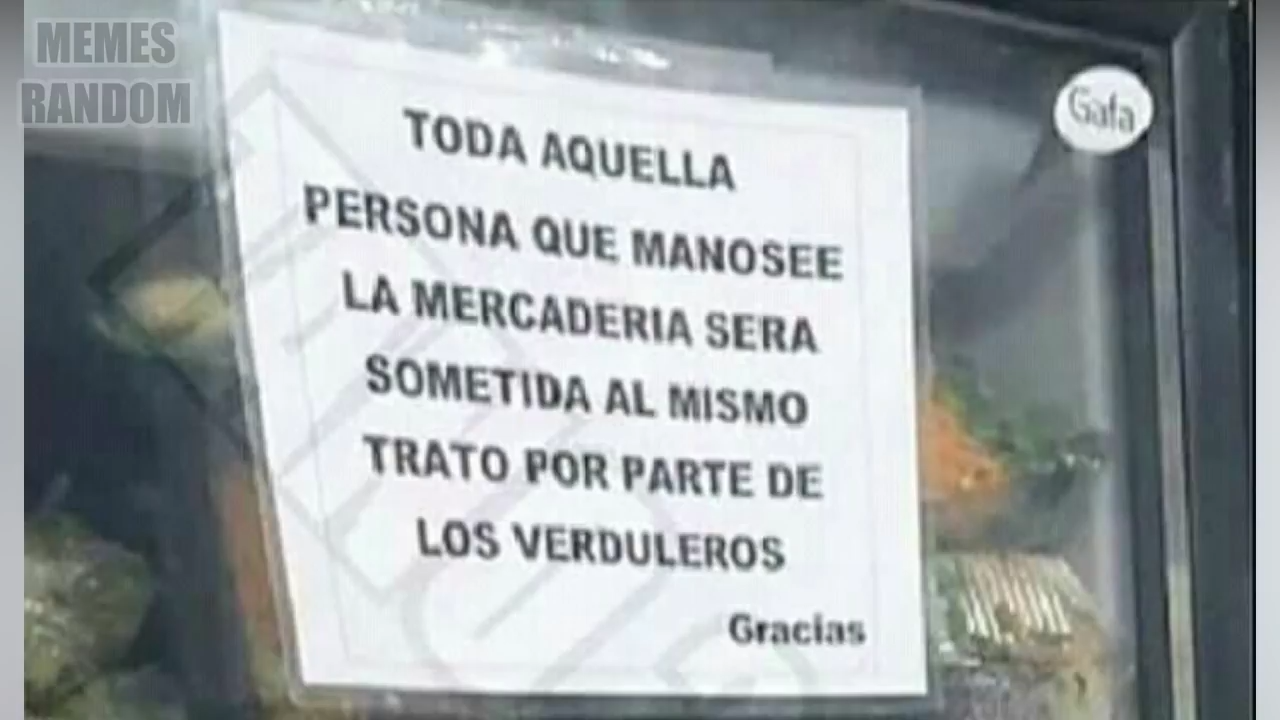 MEMES
RANDOM
Gafa
TODA AQUELLA
PERSONA QUE MANOSEE
LA MERCADERIA SERA
SOMETIDA AL MISMO
TRATO POR PARTE DE
LOS VERDULEROS
Gracias